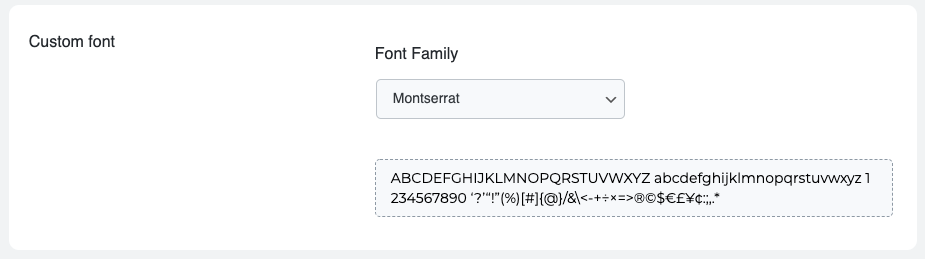 Custom font
Font Family
Montserrat
ABCDEFGHIJKLMNOPQRSTUVWXYZ abcdefghijklmnopqrstuvwxyz 1
234567890 ‘?’“!”(%)[#]{@}/&\<-+÷×=>®©$€£¥¢:;,.*